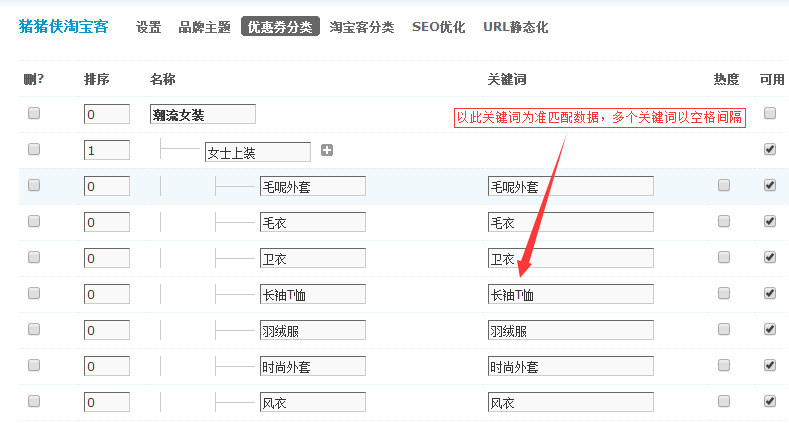 猪猪侠淘宝客 设置 品牌主题 优惠券分类 淘宝客分类 SEO优化 URL静态化
删? 排序 名称 关键词 热度 可用
0 潮流女装 以此关键词为准匹配数据，多个关键词以空格间隔
1 女士上装
0 毛呢外套 毛呢外套
0 毛衣 毛衣
0 卫衣 卫衣
0 长袖T恤 长袖T恤
0 羽绒服 羽绒服
0 时尚外套 时尚外套
0 风衣 风衣